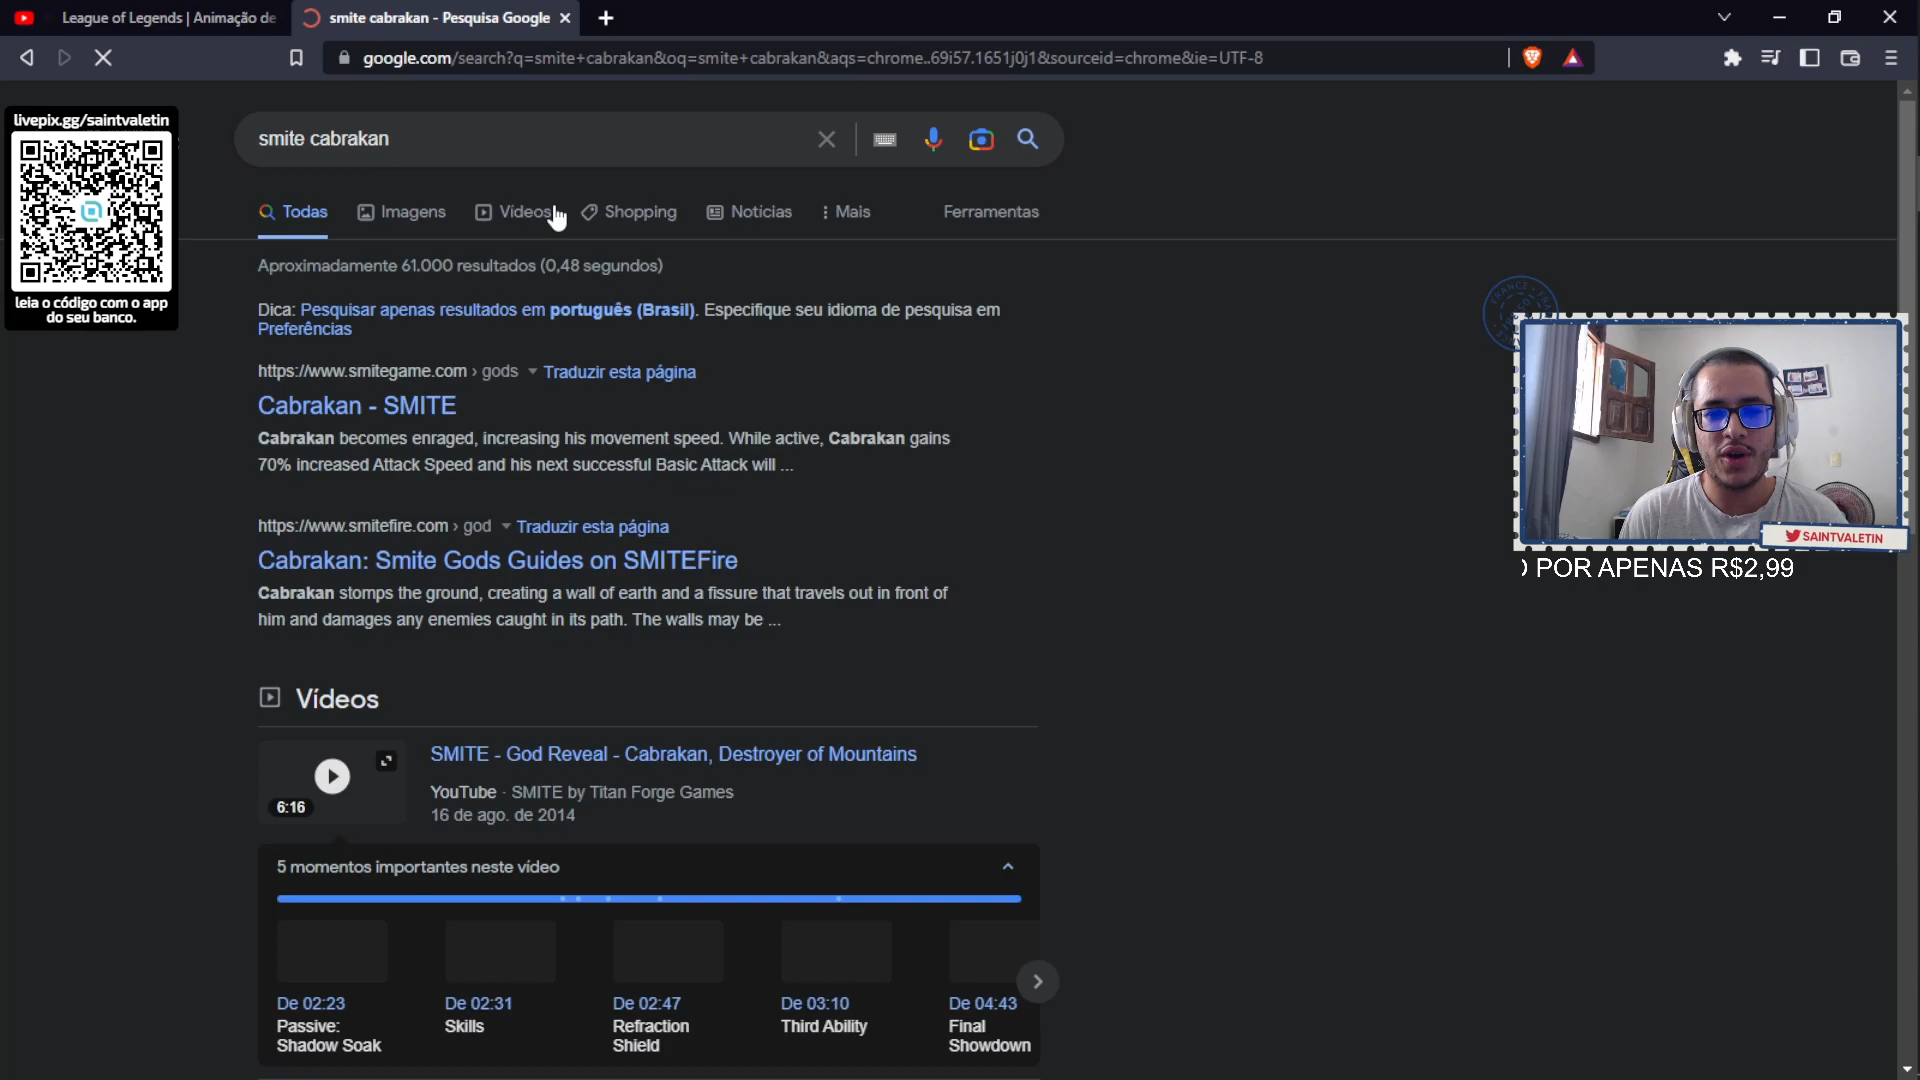 League of Legends | Animação de
smite cabrakan - Pesquisa Google
google.com/search?q=smite+cabrakan&oq=smite+cabrakan&aqs=chrome..69i57.1651j0j1&sourceid=chrome&ie=UTF-8
livepix.gg/saintvaletin
leia o código com o app
do seu banco.
smite cabrakan
Todas
Imagens
Vídeos
Shopping
Notícias
Mais
Ferramentas
Aproximadamente 61.000 resultados (0,48 segundos)
Dica: Pesquisar apenas resultados em português (Brasil). Especifique seu idioma de pesquisa em
Preferências
https://www.smitegame.com › gods
Traduzir esta página
Cabrakan - SMITE
Cabrakan becomes enraged, increasing his movement speed. While active, Cabrakan gains
70% increased Attack Speed and his next successful Basic Attack will ...
https://www.smitefire.com › god
Traduzir esta página
Cabrakan: Smite Gods Guides on SMITEFire
Cabrakan stomps the ground, creating a wall of earth and a fissure that travels out in front of
him and damages any enemies caught in its path. The walls may be ...
FRANCE
SAINTVALETIN
POR APENAS R$2,99
Vídeos
6:16
SMITE - God Reveal - Cabrakan, Destroyer of Mountains
YouTube · SMITE by Titan Forge Games
16 de ago. de 2014
5 momentos importantes neste vídeo
De 02:23
Passive:
Shadow Soak
De 02:31
Skills
De 02:47
Refraction
Shield
De 03:10
Third Ability
De 04:43
Final
Showdown